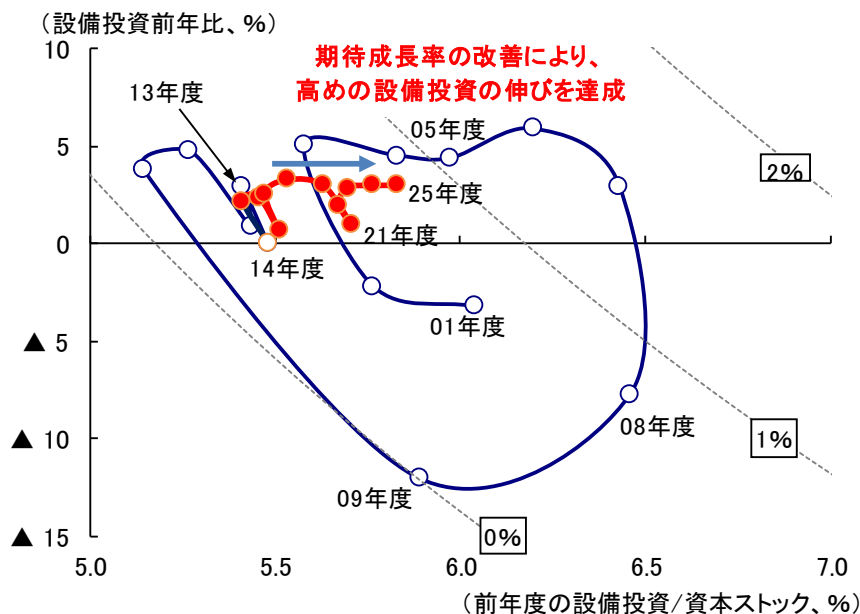 （設備投資前年比、%）
期待成長率の改善により、
高めの設備投資の伸びを達成
10
5
0
▲ 5
▲ 10
▲ 15
13年度
05年度
25年度
21年度
14年度
01年度
08年度
09年度
2%
1%
0%
5.0 5.5 6.0 6.5 7.0
（前年度の設備投資/資本ストック、%）